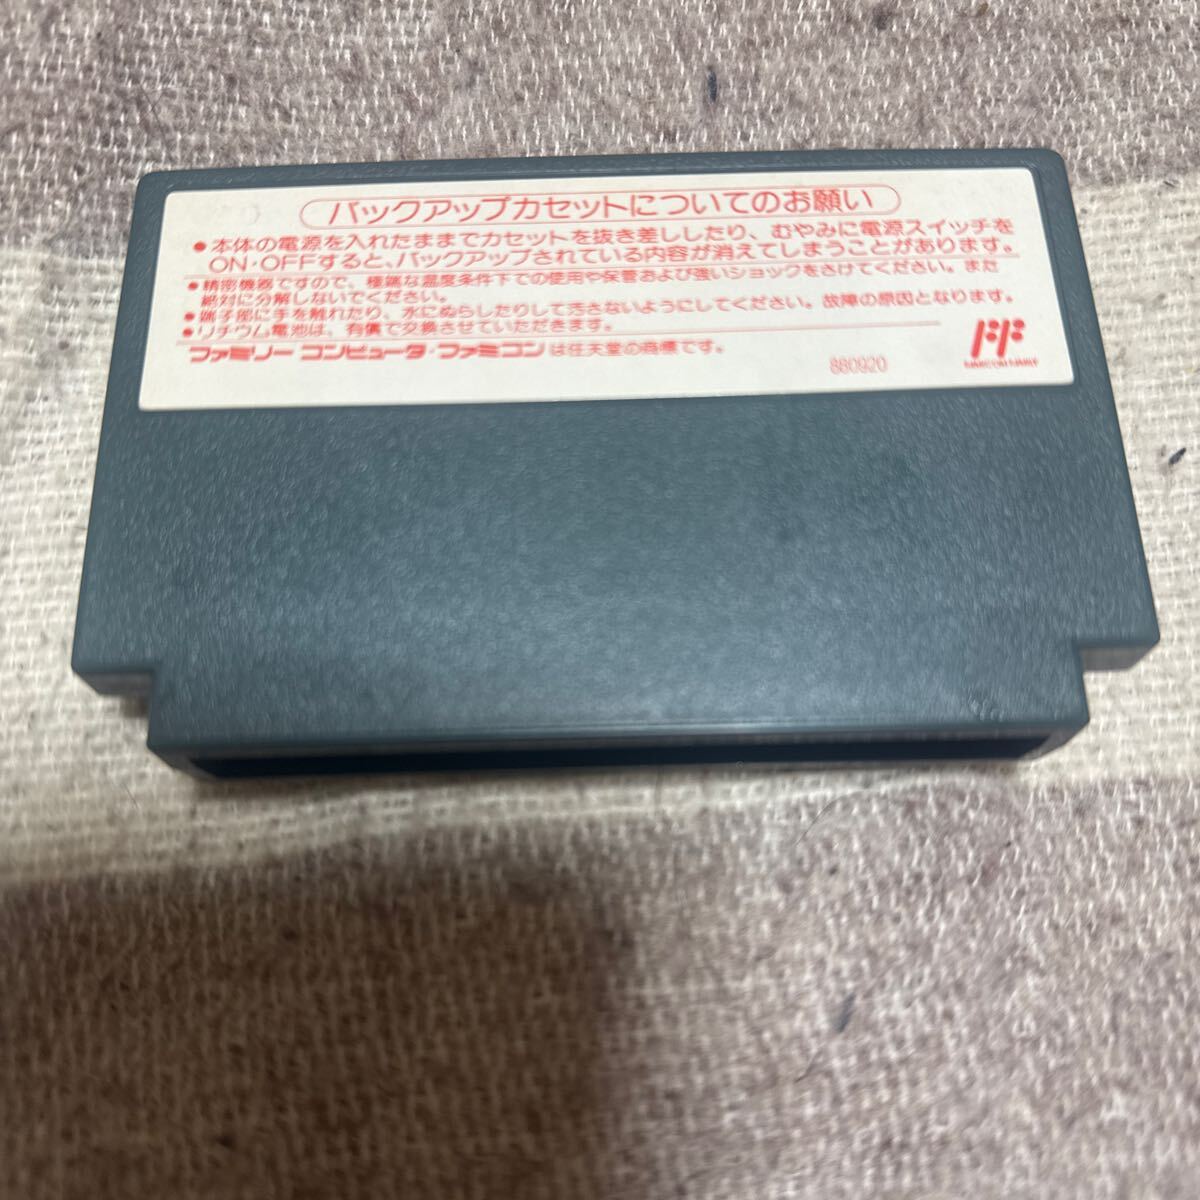 バックアップカセットについてのお願い
●本体の電源を入れたままでカセットを抜き差ししたり、むやみに電源スイッチを
ON・OFFすると、バックアップされている内容が消えてしまうことがあります。
●精密機器ですので、極端な温度条件下での使用や保管および強いショックをさけてください。また
絶対に分解しないでください。
●端子部に手を触れたり、水にぬらしたりして汚さないようにしてください。故障の原因となります。
●リチウム電池は、有償で交換させていただきます。
ファミリーコンピュータ・ファミコンは任天堂の商標です。
880920
FF